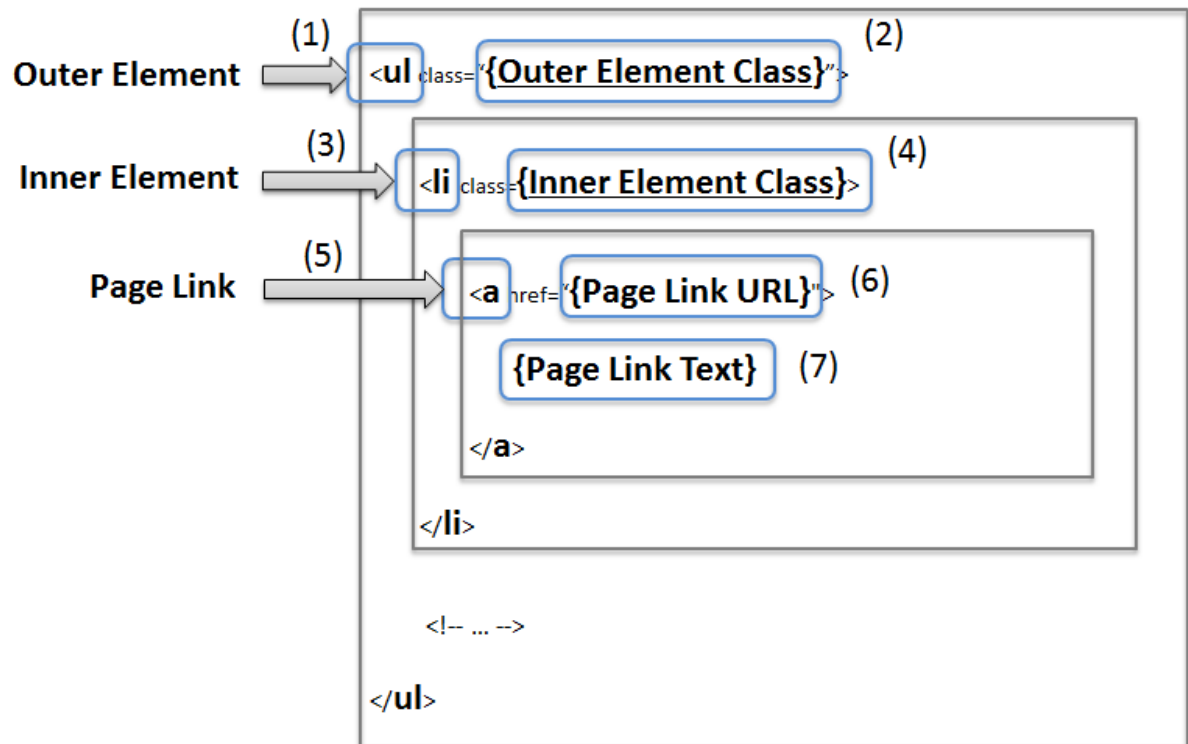 (1) (2)
Outer Element <ul class="{Outer Element Class}">
(3) (4)
Inner Element <li class={Inner Element Class}>
(5)
Page Link <a href="{Page Link URL}"> (6)
{Page Link Text} (7)
</a>
</li>
<!-- ... -->
</ul>